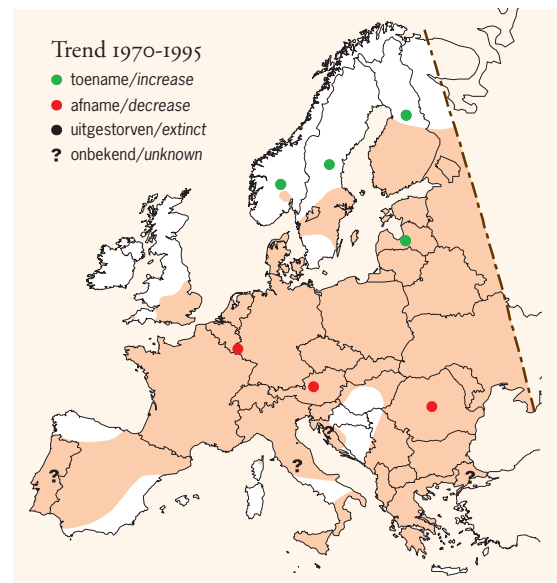 Trend 1970-1995
toename/increase
afname/decrease
uitgestorven/extinct
? onbekend/unknown
?
?
?
?